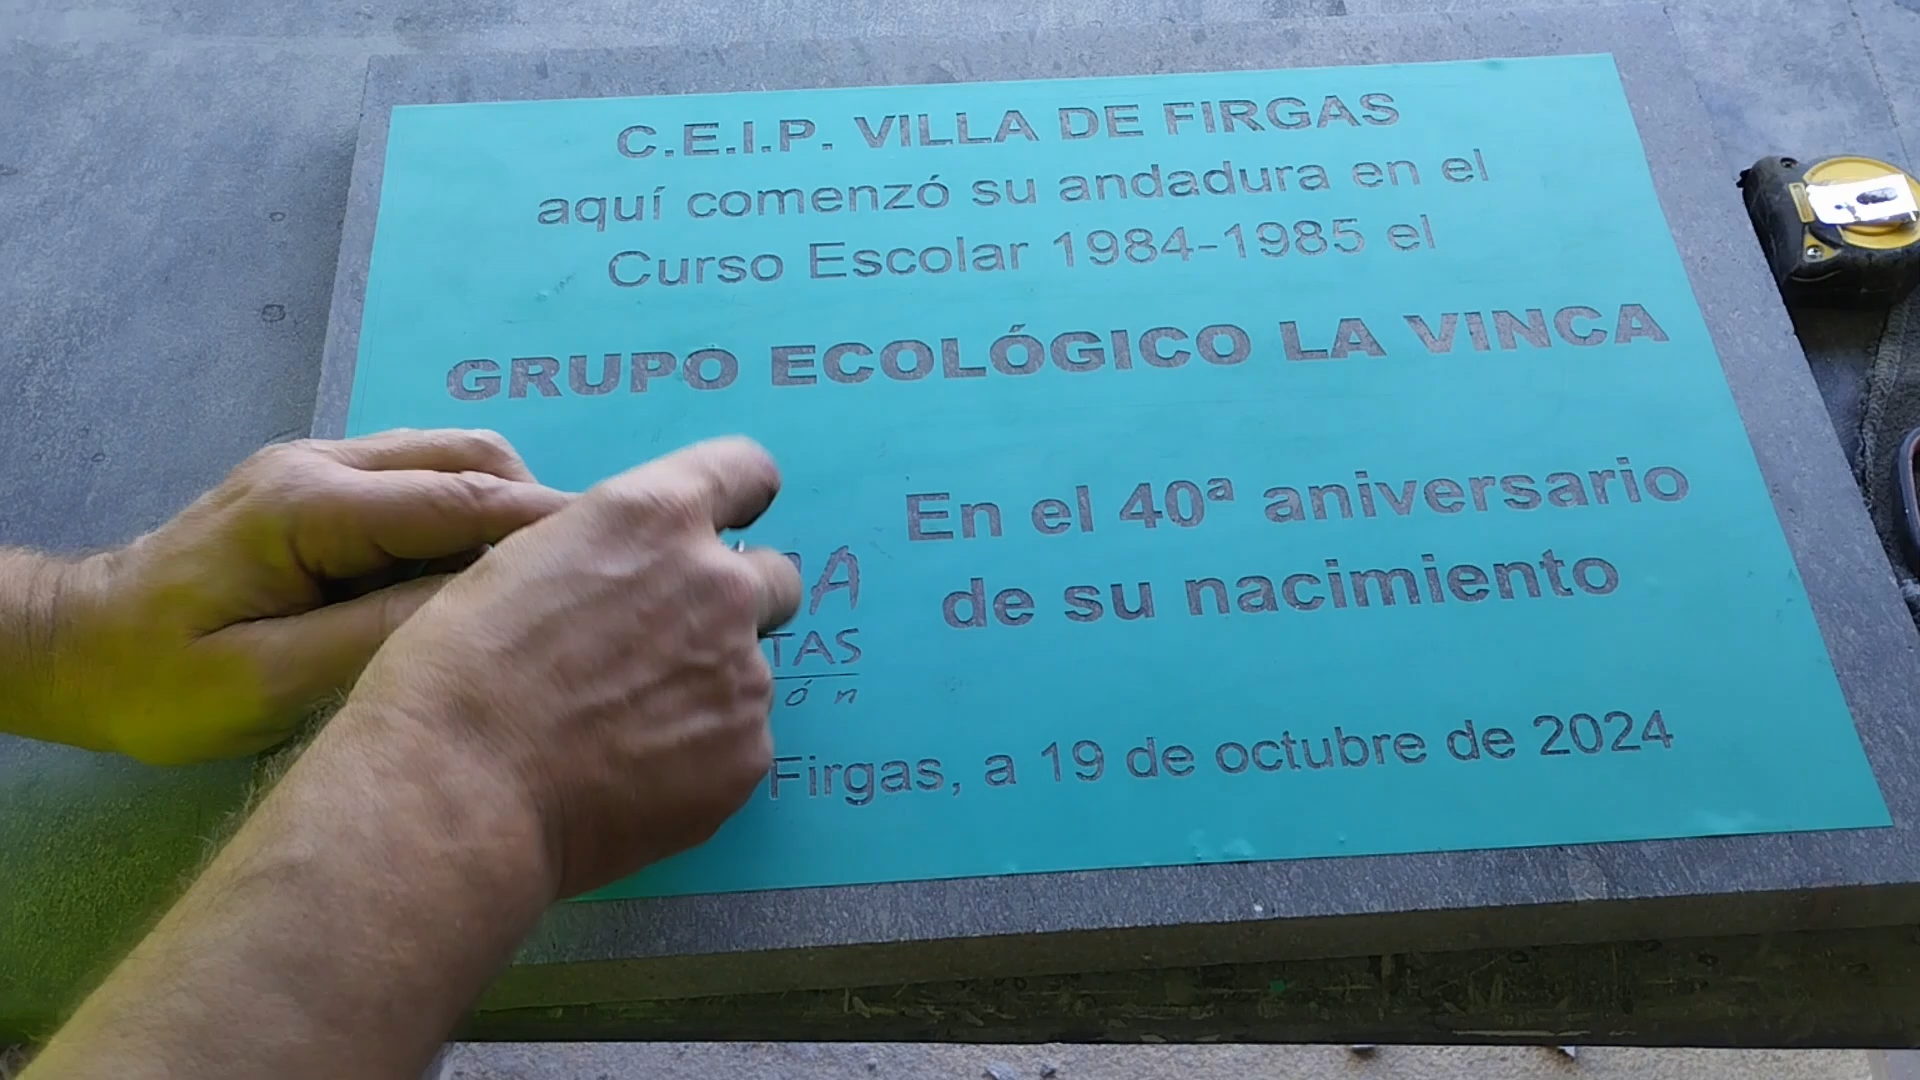 C.E.I.P. VILLA DE FIRGAS
aquí comenzó su andadura en el
Curso Escolar 1984-1985 el
GRUPO ECOLÓGICO LA VINCA
En el 40ª aniversario
de su nacimiento
Firgas, a 19 de octubre de 2024